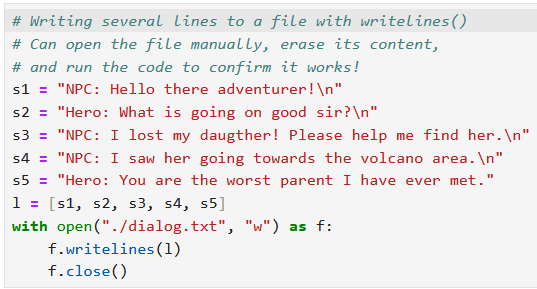 # Writing several lines to a file with writelines()
# Can open the file manually, erase its content,
# and run the code to confirm it works!
s1 = "NPC: Hello there adventurer!\n"
s2 = "Hero: What is going on good sir?\n"
s3 = "NPC: I lost my daugther! Please help me find her.\n"
s4 = "NPC: I saw her going towards the volcano area.\n"
s5 = "Hero: You are the worst parent I have ever met."
l = [s1, s2, s3, s4, s5]
with open("./dialog.txt", "w") as f:
    f.writelines(l)
    f.close()